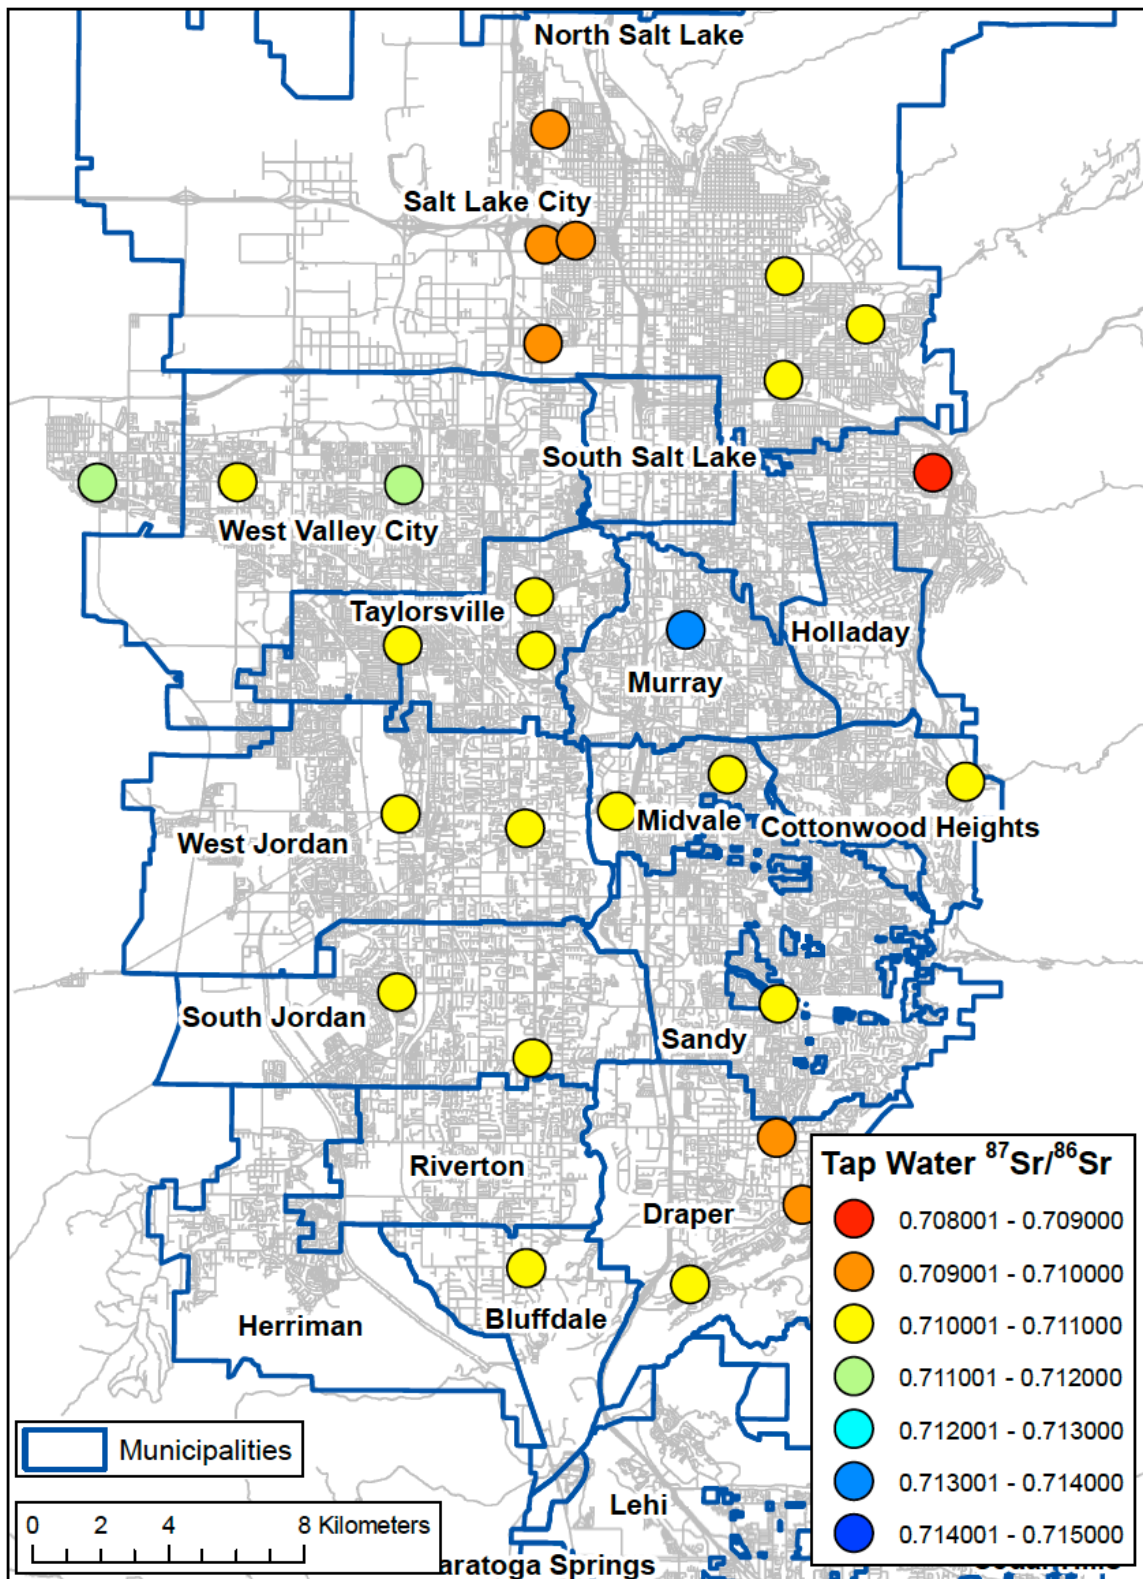 North Salt Lake
Salt Lake City
South Salt Lake
West Valley City
Taylorsville
Holladay
Murray
Midvale
Cottonwood Heights
West Jordan
South Jordan
Sandy
Riverton
Draper
Bluffdale
Herriman
Lehi
aratoga Springs
Tap Water ⁸⁷Sr/⁸⁶Sr
0.708001 - 0.709000
0.709001 - 0.710000
0.710001 - 0.711000
0.711001 - 0.712000
0.712001 - 0.713000
0.713001 - 0.714000
0.714001 - 0.715000
Municipalities
0 2 4 8 Kilometers